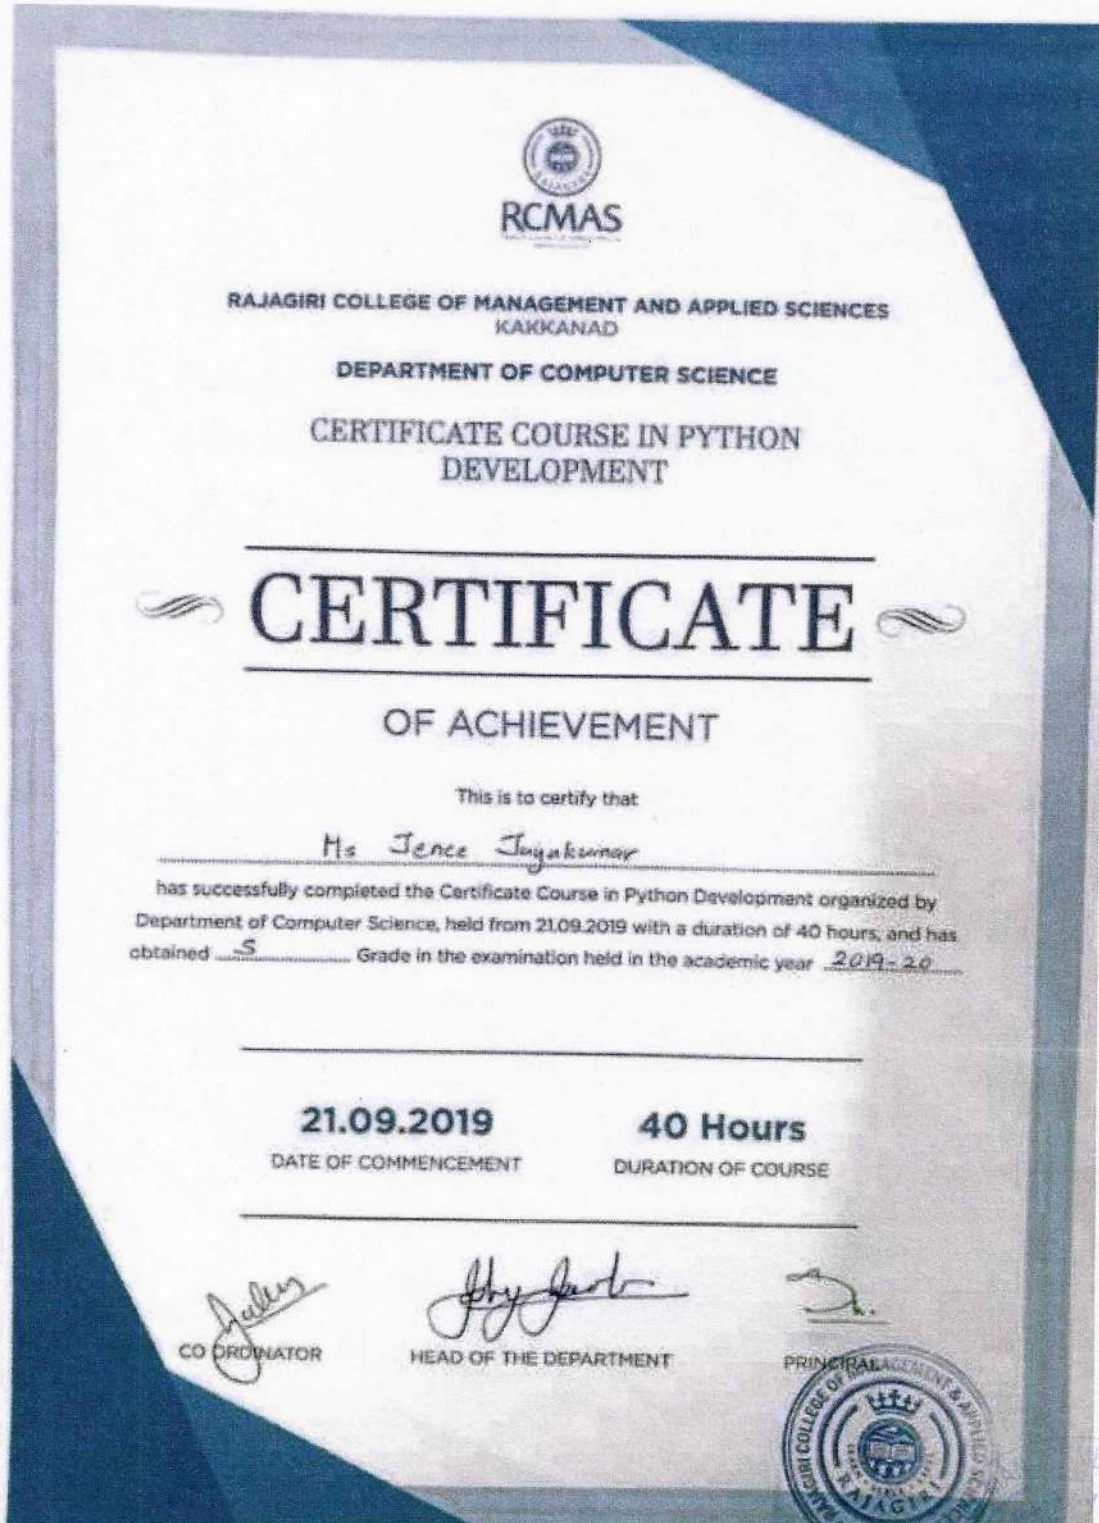 RAJAGIRI
RCMAS
RAJAGIRI COLLEGE OF MANAGEMENT AND APPLIED SCIENCES
KAKKANAD
DEPARTMENT OF COMPUTER SCIENCE
CERTIFICATE COURSE IN PYTHON
DEVELOPMENT
CERTIFICATE
OF ACHIEVEMENT
This is to certify that
Ms Jence Jayakumar
has successfully completed the Certificate Course in Python Development organized by
Department of Computer Science, held from 21.09.2019 with a duration of 40 hours, and has
obtained S Grade in the examination held in the academic year 2019-20
21.09.2019 40 Hours
DATE OF COMMENCEMENT DURATION OF COURSE
CO ORDINATOR HEAD OF THE DEPARTMENT PRINCIPAL
RAJAGIRI COLLEGE OF MANAGEMENT & APPLIED
RAJAGIRI